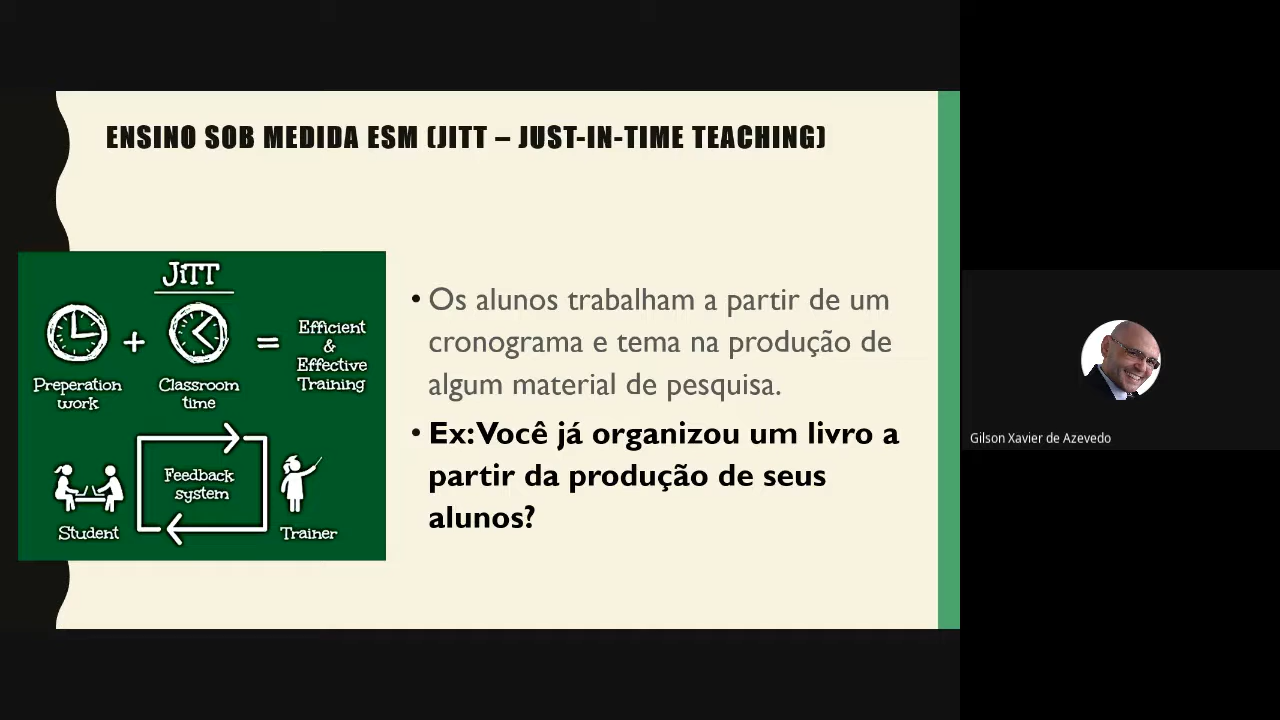 ENSINO SOB MEDIDA ESM (JITT – JUST-IN-TIME TEACHING)
JiTT
+
=
Efficient
&
Effective
Training
Preperation
work
Classroom
time
Feedback
system
Student
Trainer
• Os alunos trabalham a partir de um
cronograma e tema na produção de
algum material de pesquisa.
• Ex:Você já organizou um livro a
partir da produção de seus
alunos?
Gilson Xavier de Azevedo